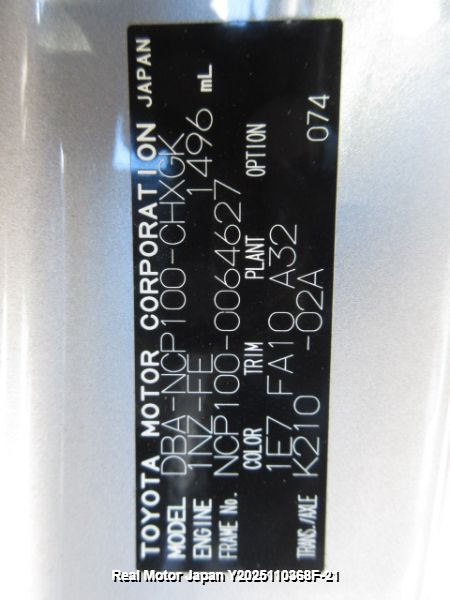 TOYOTA MOTOR CORPORATION JAPAN
MODEL DBA-NCP100-CHXGK
ENGINE 1NZ-FE 1496 mL
FRAME No. NCP100-0064627
COLOR TRIM PLANT OPTION
1E7 FA10 A32
TRANS./AXLE K210 -02A 074
Real Motor Japan Y2025110368F-21